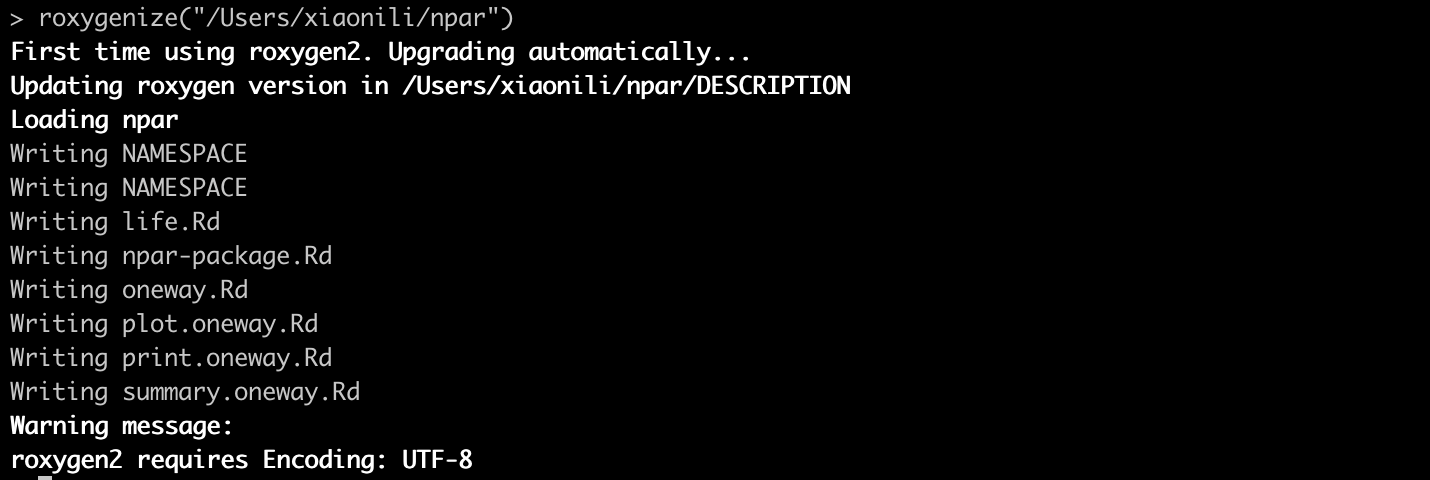 > roxygenize("/Users/xiaonili/npar")
First time using roxygen2. Upgrading automatically...
Updating roxygen version in /Users/xiaonili/npar/DESCRIPTION
Loading npar
Writing NAMESPACE
Writing NAMESPACE
Writing life.Rd
Writing npar-package.Rd
Writing oneway.Rd
Writing plot.oneway.Rd
Writing print.oneway.Rd
Writing summary.oneway.Rd
Warning message:
roxygen2 requires Encoding: UTF-8